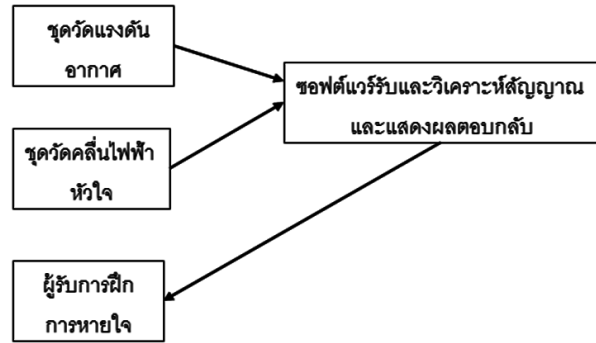 ชุดวัดแรงดัน
อากาศ
ซอฟต์แวร์รับและวิเคราะห์สัญญาณ
และแสดงผลตอบกลับ
ชุดวัดคลื่นไฟฟ้า
หัวใจ
ผู้รับการฝึก
การหายใจ